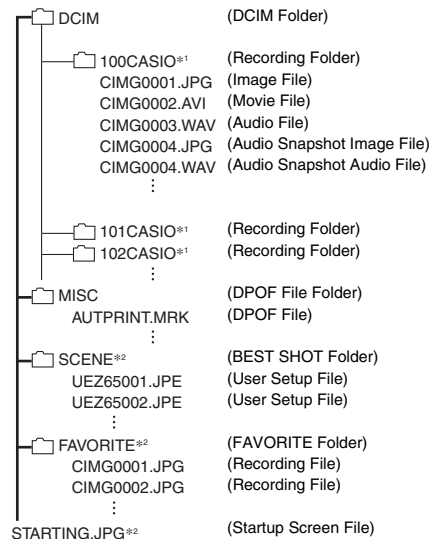 DCIM (DCIM Folder)
100CASIO*1 (Recording Folder)
CIMG0001.JPG (Image File)
CIMG0002.AVI (Movie File)
CIMG0003.WAV (Audio File)
CIMG0004.JPG (Audio Snapshot Image File)
CIMG0004.WAV (Audio Snapshot Audio File)
101CASIO*1 (Recording Folder)
102CASIO*1 (Recording Folder)
MISC (DPOF File Folder)
AUTPRINT.MRK (DPOF File)
SCENE*2 (BEST SHOT Folder)
UEZ65001.JPE (User Setup File)
UEZ65002.JPE (User Setup File)
FAVORITE*2 (FAVORITE Folder)
CIMG0001.JPG (Recording File)
CIMG0002.JPG (Recording File)
STARTING.JPG*2 (Startup Screen File)